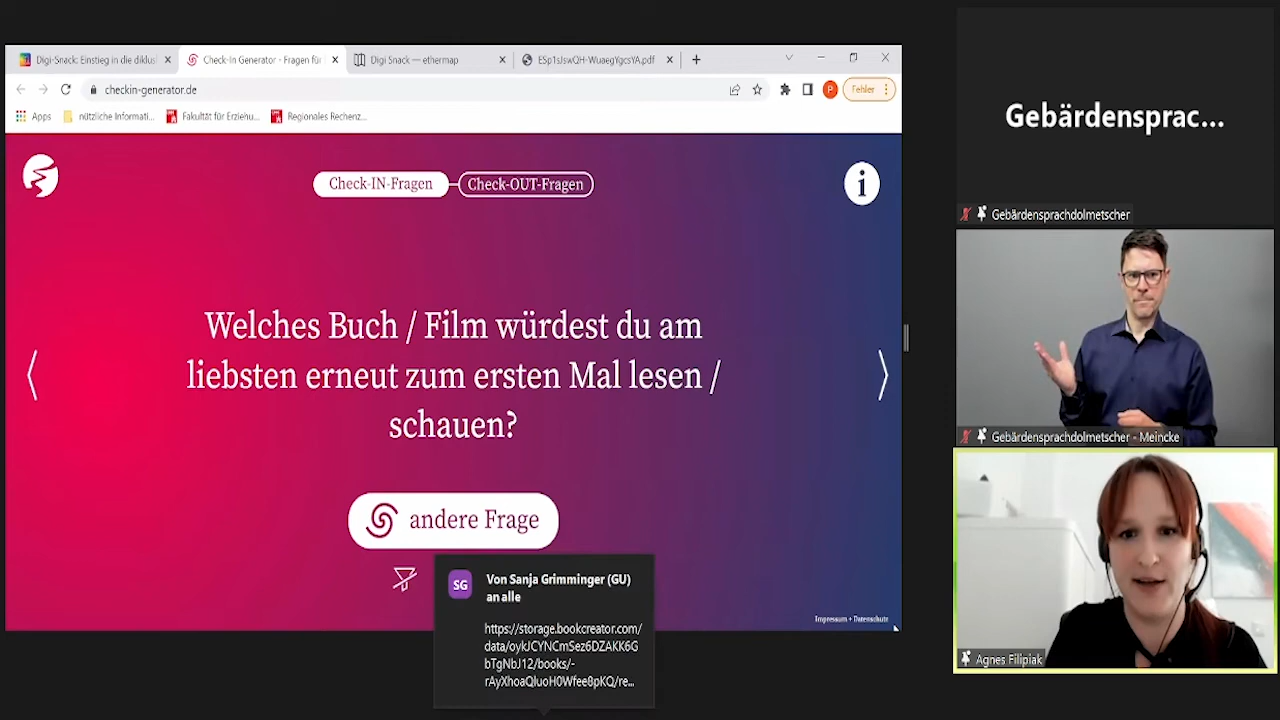 Digi-Snack: Einstieg in die diklusi
Check-In Generator - Fragen für
Digi Snack — ethermap
ESp1sJswQH-WuaegYgcsYA.pdf
checkin-generator.de
P
Fehler
Apps
nützliche Informati...
Fakultät für Erziehu...
Regionales Rechenz...
Check-IN-Fragen
Check-OUT-Fragen
i
Welches Buch / Film würdest du am
liebsten erneut zum ersten Mal lesen /
schauen?
andere Frage
Impressum + Datenschutz
SG
Von Sanja Grimminger (GU)
an alle
https://storage.bookcreator.com/
data/oykJCYNCmSez6DZAKK6G
bTgNbJ12/books/-
rAyXhoaQluoH0Wfee8pKQ/re...
Gebärdensprac...
Gebärdensprachdolmetscher
Gebärdensprachdolmetscher - Meincke
Agnes Filipiak